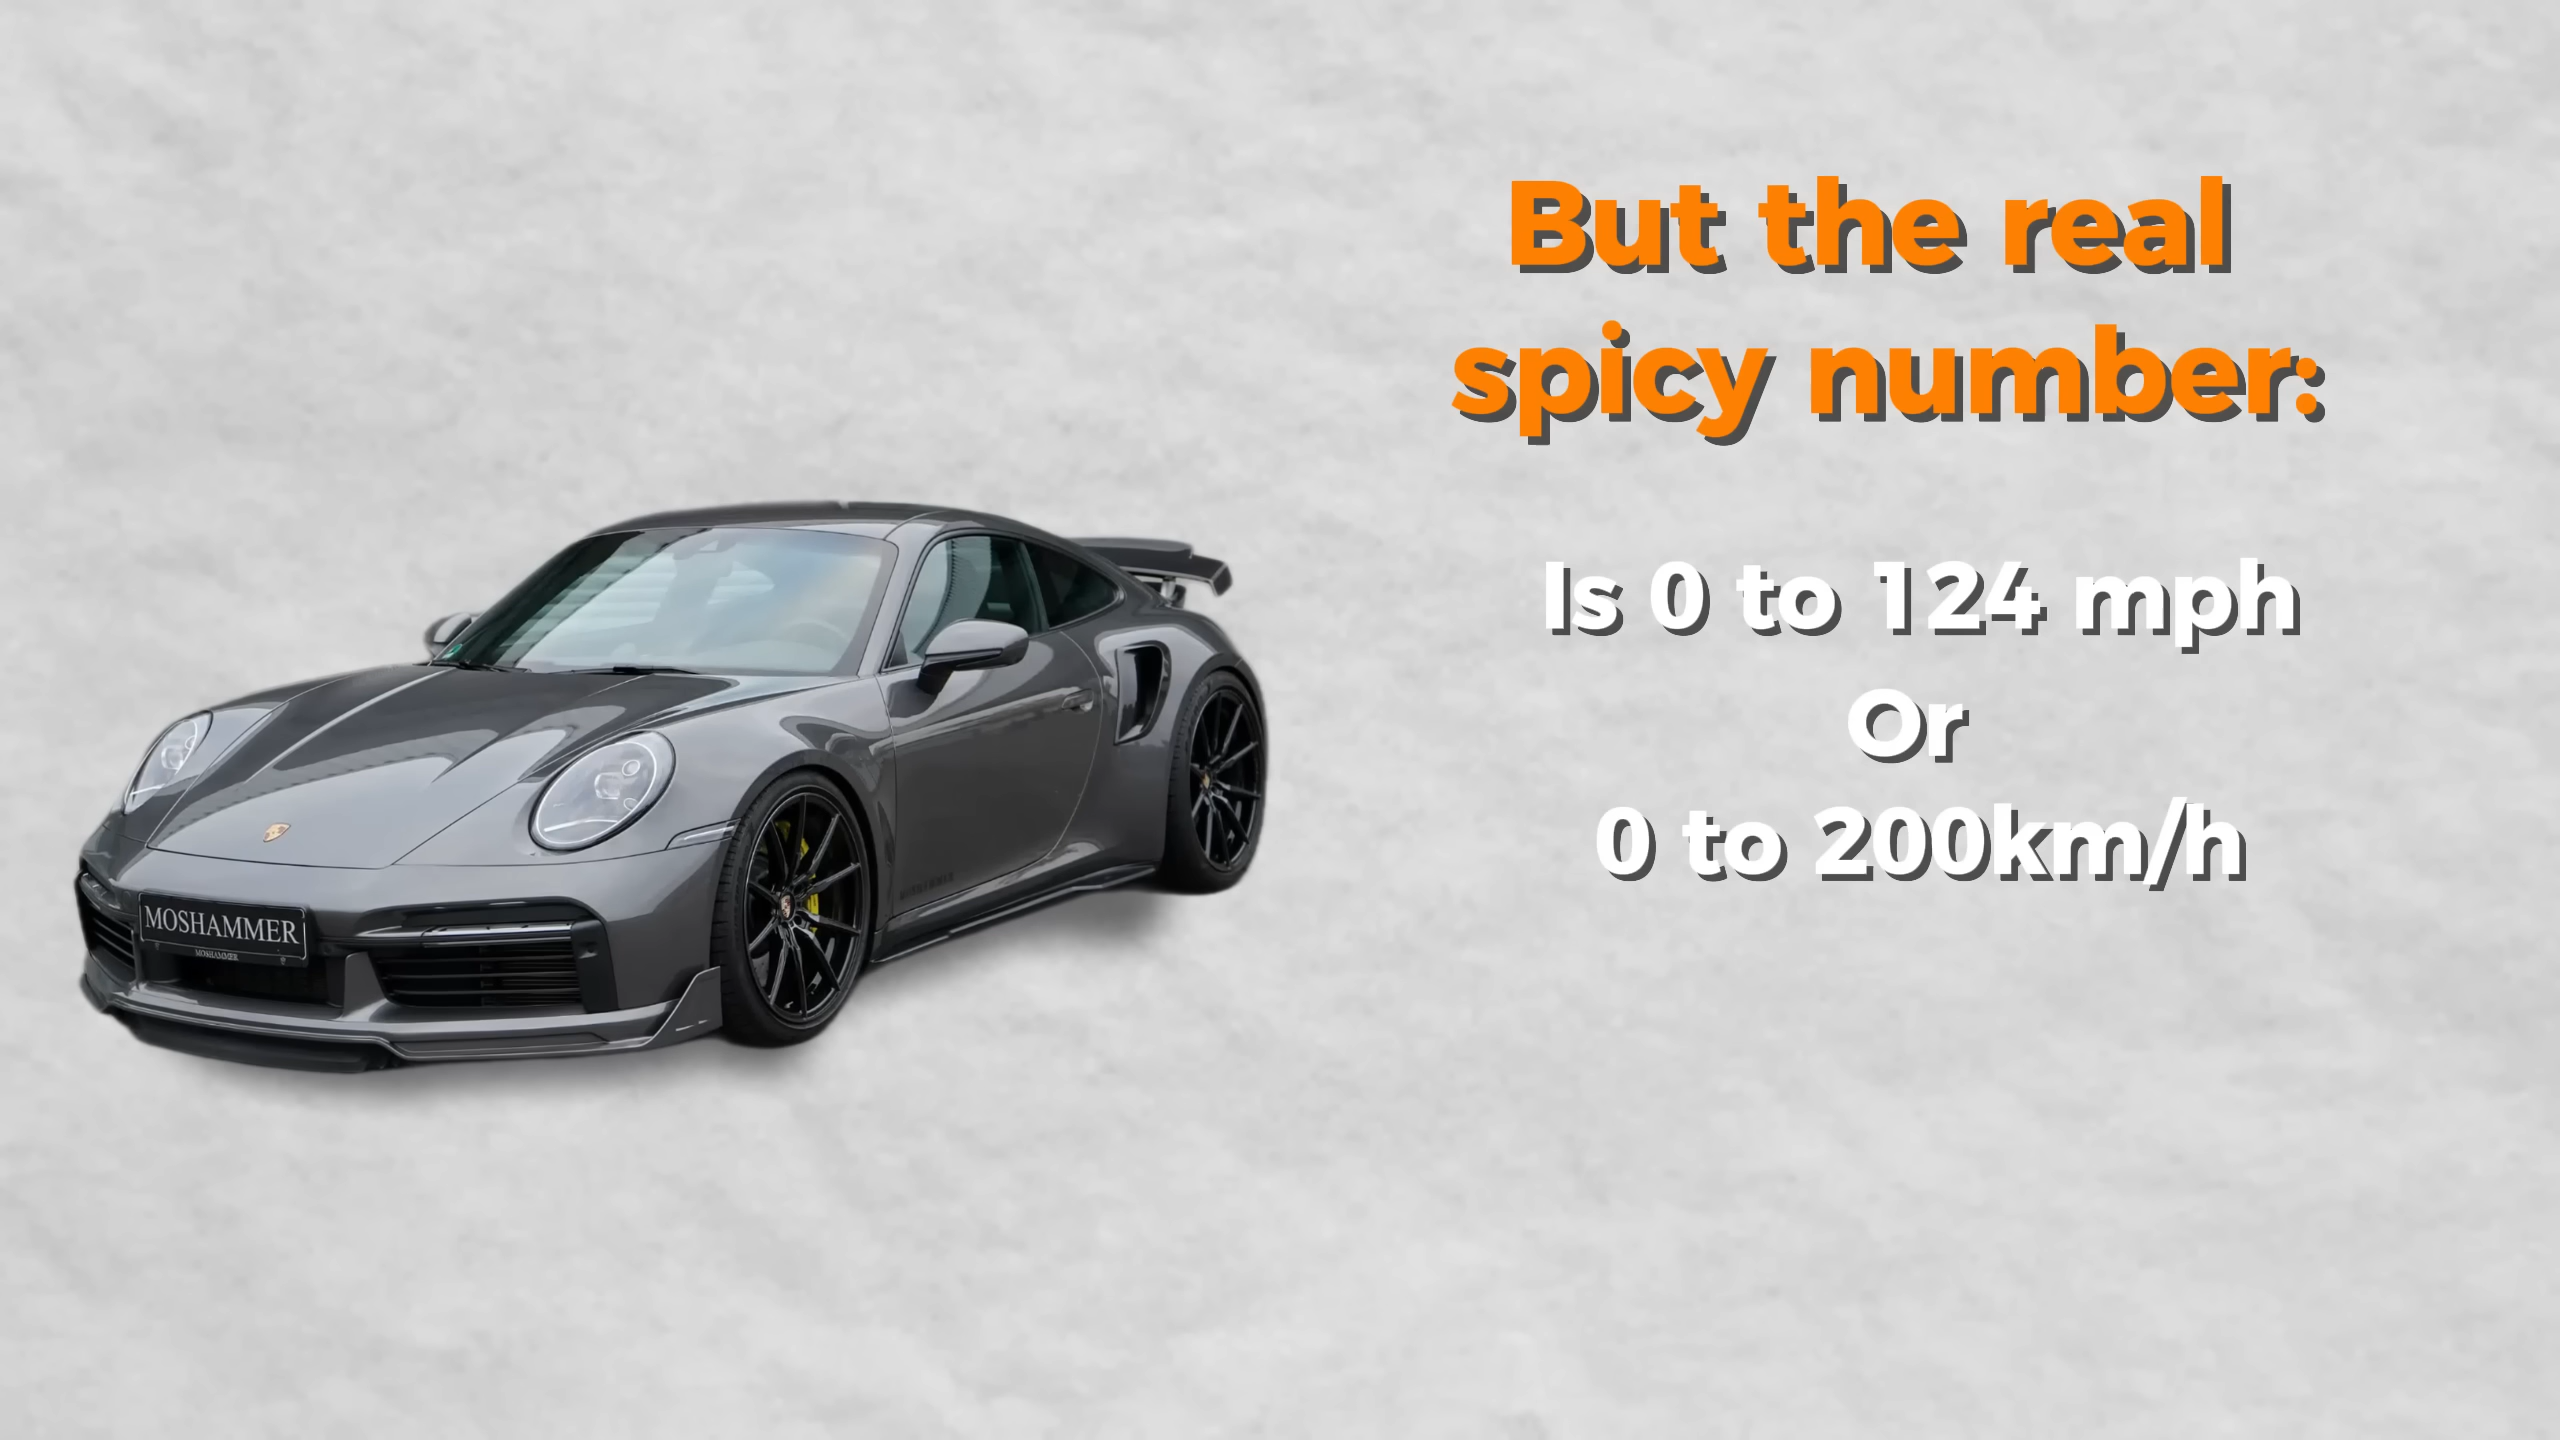 But the real
spicy number:
Is 0 to 124 mph
Or
0 to 200km/h
MOSHAMMER
MOSHAMMER